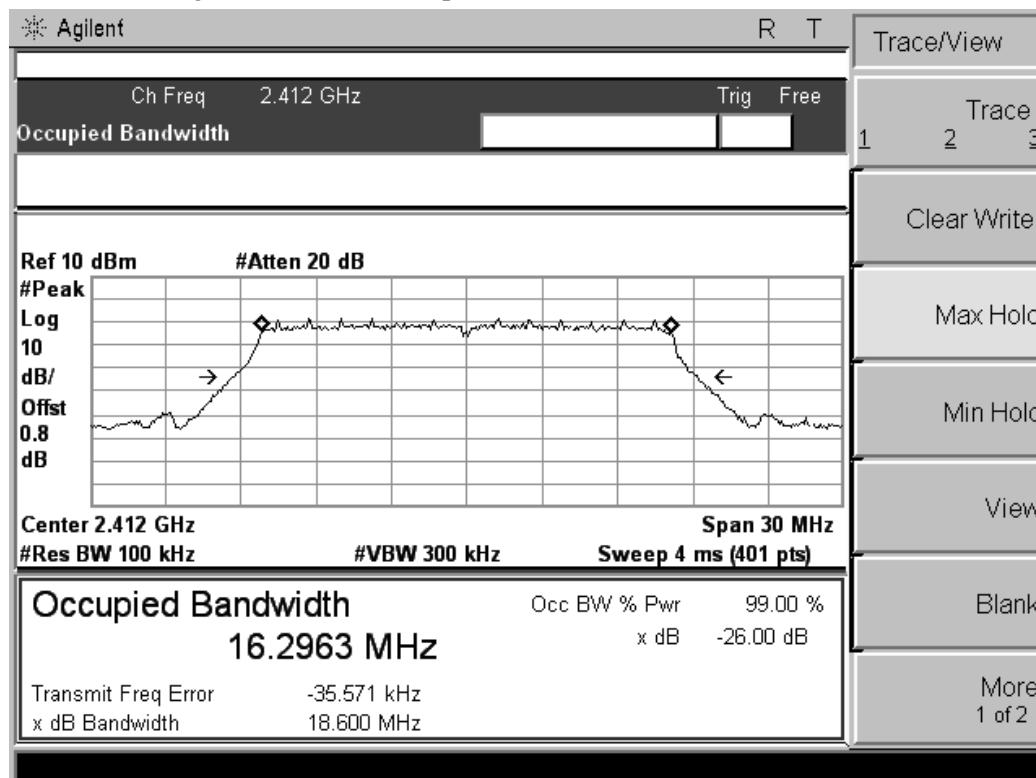 Agilent R T
Trace/View
Ch Freq 2.412 GHz Trig Free
Occupied Bandwidth
Trace
1 2 3
Clear Write
Max Hold
Min Hold
View
Blank
More
1 of 2
Ref 10 dBm #Atten 20 dB
#Peak
Log
10
dB/
Offset
0.8
dB
Center 2.412 GHz Span 30 MHz
#Res BW 100 kHz #VBW 300 kHz Sweep 4 ms (401 pts)
Occupied Bandwidth
16.2963 MHz
Occ BW % Pwr 99.00 %
x dB -26.00 dB
Transmit Freq Error -35.571 kHz
x dB Bandwidth 18.600 MHz